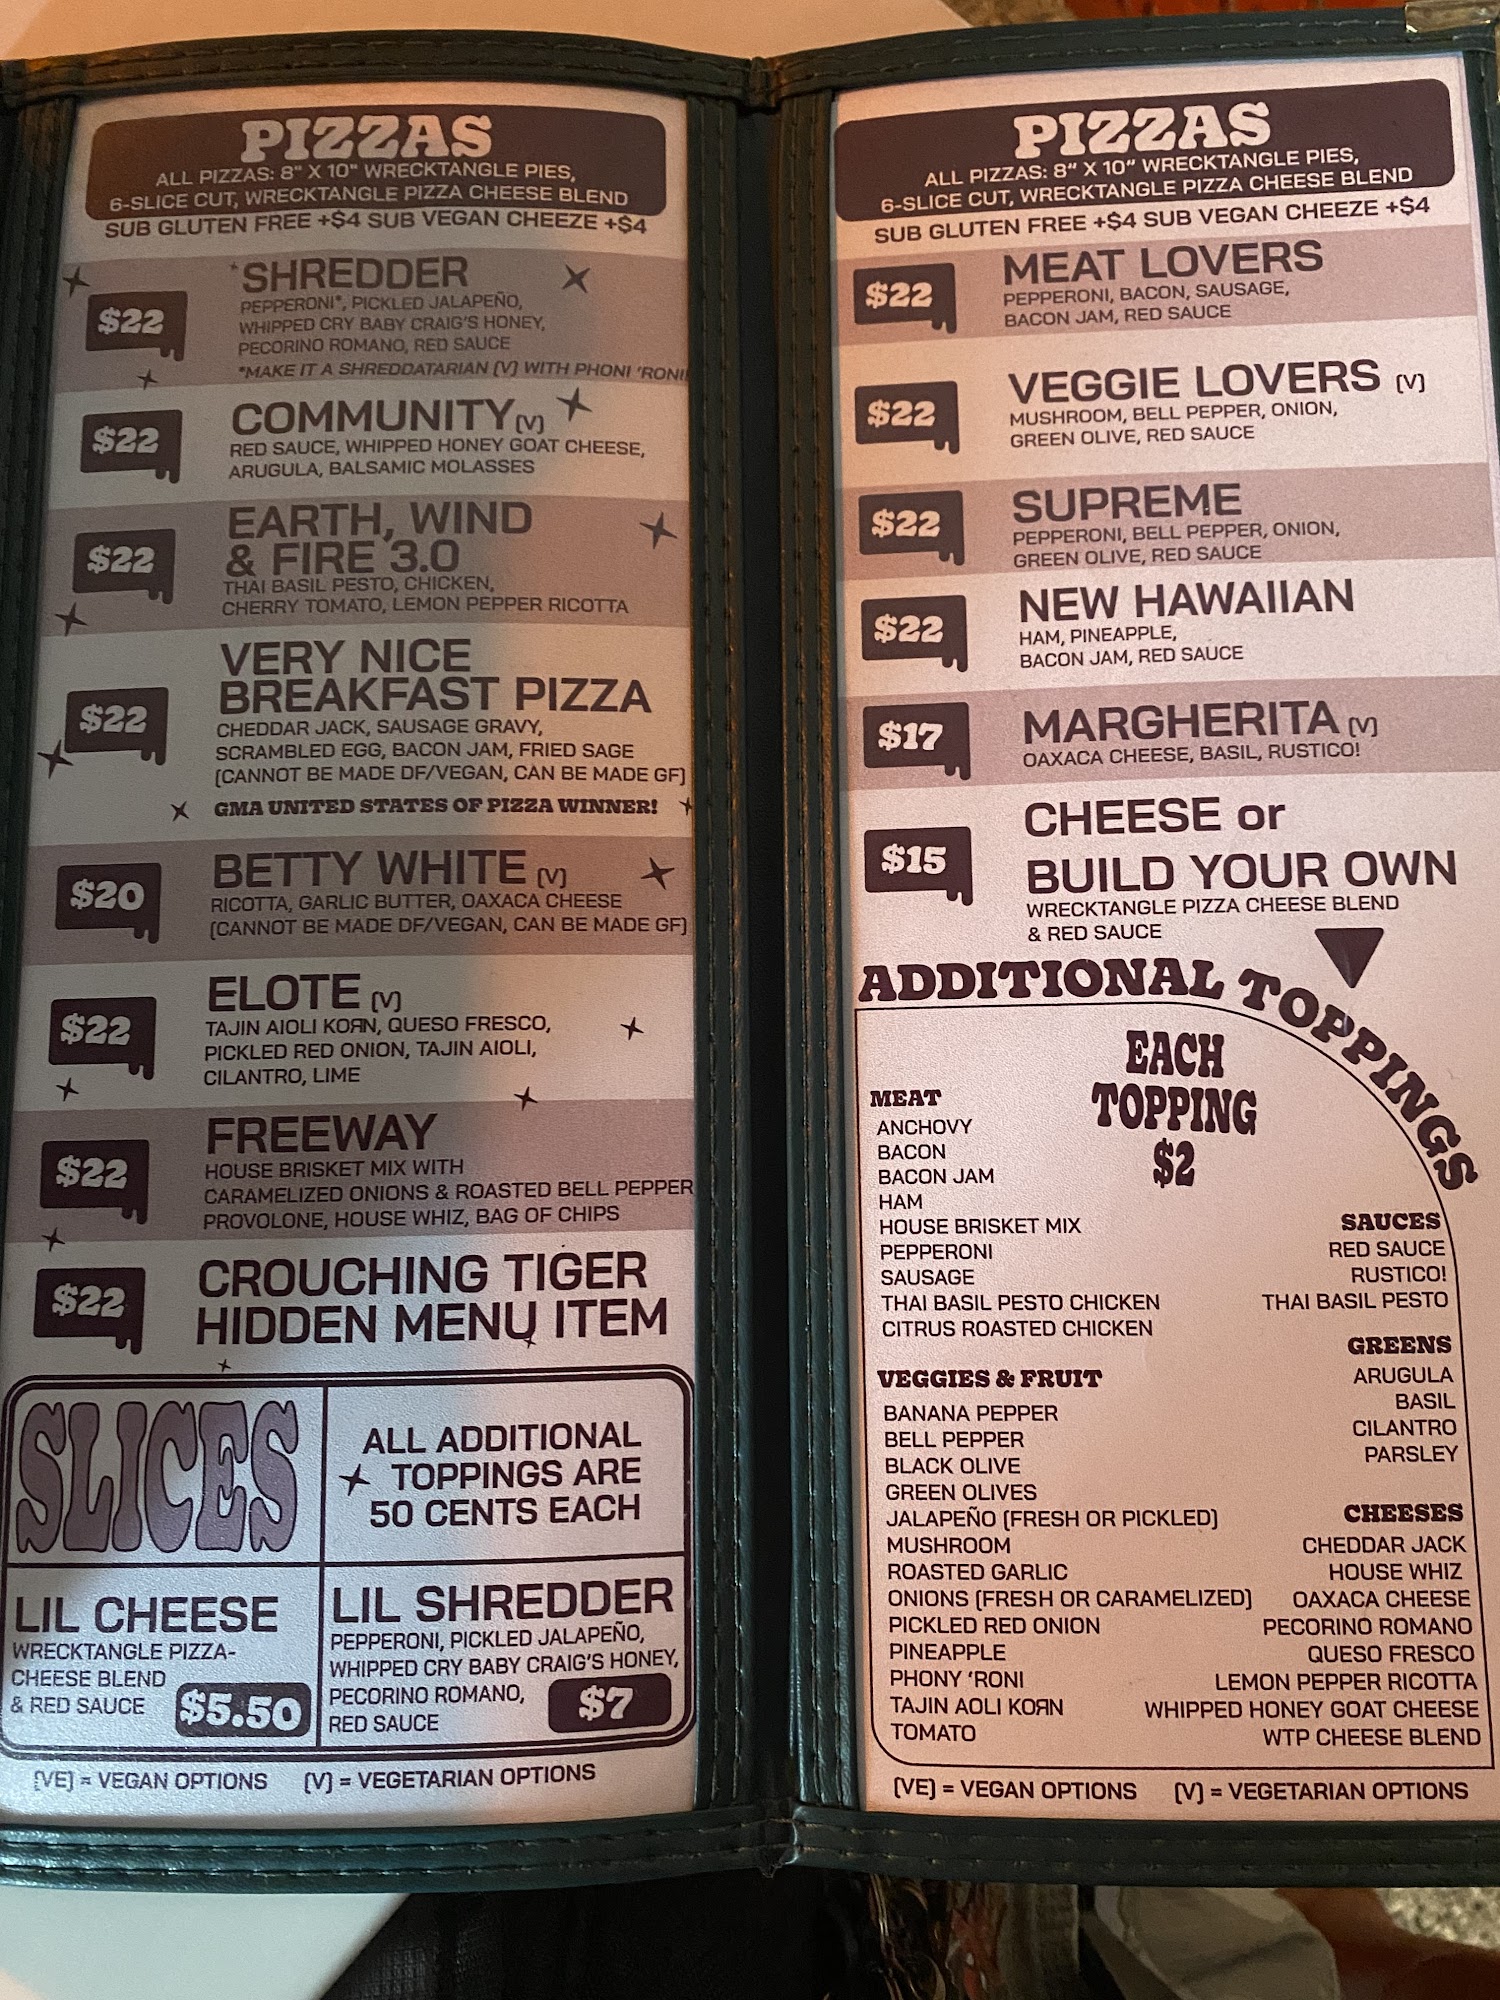 PIZZAS
ALL PIZZAS: 8" X 10" WRECKTANGLE PIES,
6-SLICE CUT, WRECKTANGLE PIZZA CHEESE BLEND
SUB GLUTEN FREE +$4 SUB VEGAN CHEEZE +$4
$22
*SHREDDER
PEPPERONI*, PICKLED JALAPEÑO,
WHIPPED CRY BABY CRAIG'S HONEY,
PECORINO ROMANO, RED SAUCE
*MAKE IT A SHREDDATARIAN [V] WITH PHONI 'RONI!
$22
COMMUNITY [V]
RED SAUCE, WHIPPED HONEY GOAT CHEESE,
ARUGULA, BALSAMIC MOLASSES
$22
EARTH, WIND
& FIRE 3.0
THAI BASIL PESTO, CHICKEN,
CHERRY TOMATO, LEMON PEPPER RICOTTA
$22
VERY NICE
BREAKFAST PIZZA
CHEDDAR JACK, SAUSAGE GRAVY,
SCRAMBLED EGG, BACON JAM, FRIED SAGE
[CANNOT BE MADE DF/VEGAN, CAN BE MADE GF]
GMA UNITED STATES OF PIZZA WINNER!
$20
BETTY WHITE [V]
RICOTTA, GARLIC BUTTER, OAXACA CHEESE
[CANNOT BE MADE DF/VEGAN, CAN BE MADE GF]
$22
ELOTE [V]
TAJIN AIOLI KOЯN, QUESO FRESCO,
PICKLED RED ONION, TAJIN AIOLI,
CILANTRO, LIME
$22
FREEWAY
HOUSE BRISKET MIX WITH
CARAMELIZED ONIONS & ROASTED BELL PEPPER
PROVOLONE, HOUSE WHIZ, BAG OF CHIPS
$22
CROUCHING TIGER
HIDDEN MENU ITEM
SLICES
ALL ADDITIONAL
TOPPINGS ARE
50 CENTS EACH
LIL CHEESE
WRECKTANGLE PIZZA-
CHEESE BLEND
& RED SAUCE
$5.50
LIL SHREDDER
PEPPERONI, PICKLED JALAPEÑO,
WHIPPED CRY BABY CRAIG'S HONEY,
PECORINO ROMANO,
RED SAUCE
$7
[VE] = VEGAN OPTIONS [V] = VEGETARIAN OPTIONS
PIZZAS
ALL PIZZAS: 8" X 10" WRECKTANGLE PIES,
6-SLICE CUT, WRECKTANGLE PIZZA CHEESE BLEND
SUB GLUTEN FREE +$4 SUB VEGAN CHEEZE +$4
$22
MEAT LOVERS
PEPPERONI, BACON, SAUSAGE,
BACON JAM, RED SAUCE
$22
VEGGIE LOVERS [V]
MUSHROOM, BELL PEPPER, ONION,
GREEN OLIVE, RED SAUCE
$22
SUPREME
PEPPERONI, BELL PEPPER, ONION,
GREEN OLIVE, RED SAUCE
$22
NEW HAWAIIAN
HAM, PINEAPPLE,
BACON JAM, RED SAUCE
$17
MARGHERITA [V]
OAXACA CHEESE, BASIL, RUSTICO!
$15
CHEESE or
BUILD YOUR OWN
WRECKTANGLE PIZZA CHEESE BLEND
& RED SAUCE
ADDITIONAL TOPPINGS
EACH
TOPPING
$2
MEAT
ANCHOVY
BACON
BACON JAM
HAM
HOUSE BRISKET MIX
PEPPERONI
SAUSAGE
THAI BASIL PESTO CHICKEN
CITRUS ROASTED CHICKEN
VEGGIES & FRUIT
BANANA PEPPER
BELL PEPPER
BLACK OLIVE
GREEN OLIVES
JALAPEÑO [FRESH OR PICKLED]
MUSHROOM
ROASTED GARLIC
ONIONS [FRESH OR CARAMELIZED]
PICKLED RED ONION
PINEAPPLE
PHONY 'RONI
TAJIN AOLI KOЯN
TOMATO
SAUCES
RED SAUCE
RUSTICO!
THAI BASIL PESTO
GREENS
ARUGULA
BASIL
CILANTRO
PARSLEY
CHEESES
CHEDDAR JACK
HOUSE WHIZ
OAXACA CHEESE
PECORINO ROMANO
QUESO FRESCO
LEMON PEPPER RICOTTA
WHIPPED HONEY GOAT CHEESE
WTP CHEESE BLEND
[VE] = VEGAN OPTIONS [V] = VEGETARIAN OPTIONS